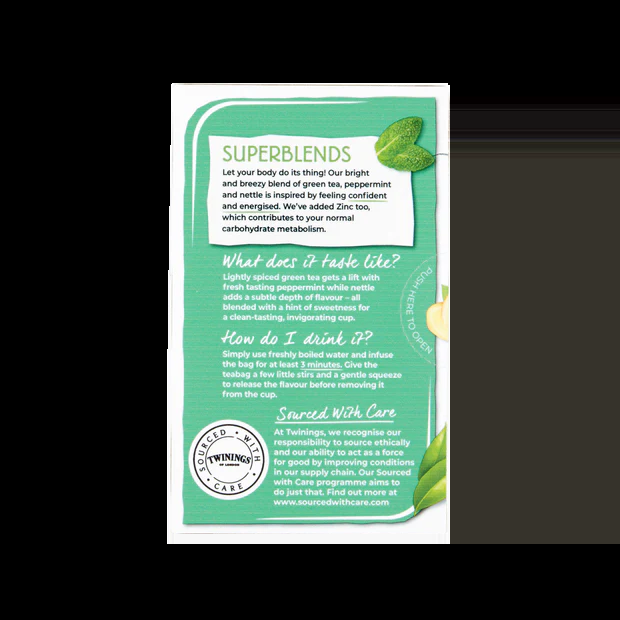 SUPERBLENDS
Let your body do its thing! Our bright
and breezy blend of green tea, peppermint
and nettle is inspired by feeling confident
and energised. We've added Zinc too,
which contributes to your normal
carbohydrate metabolism.
What does it taste like?
Lightly spiced green tea gets a lift with
fresh tasting peppermint while nettle
adds a subtle depth of flavour – all
blended with a hint of sweetness for
a clean-tasting, invigorating cup.
PUSH HERE TO OPEN
How do I drink it?
Simply use freshly boiled water and infuse
the bag for at least 3 minutes. Give the
teabag a few little stirs and a gentle squeeze
to release the flavour before removing it
from the cup.
Sourced With Care
At Twinings, we recognise our
responsibility to source ethically
and our ability to act as a force
for good by improving conditions
in our supply chain. Our Sourced
with Care programme aims to
do just that. Find out more at
www.sourcedwithcare.com
SOURCED • WITH
TWININGS
OF LONDON
• CARE •